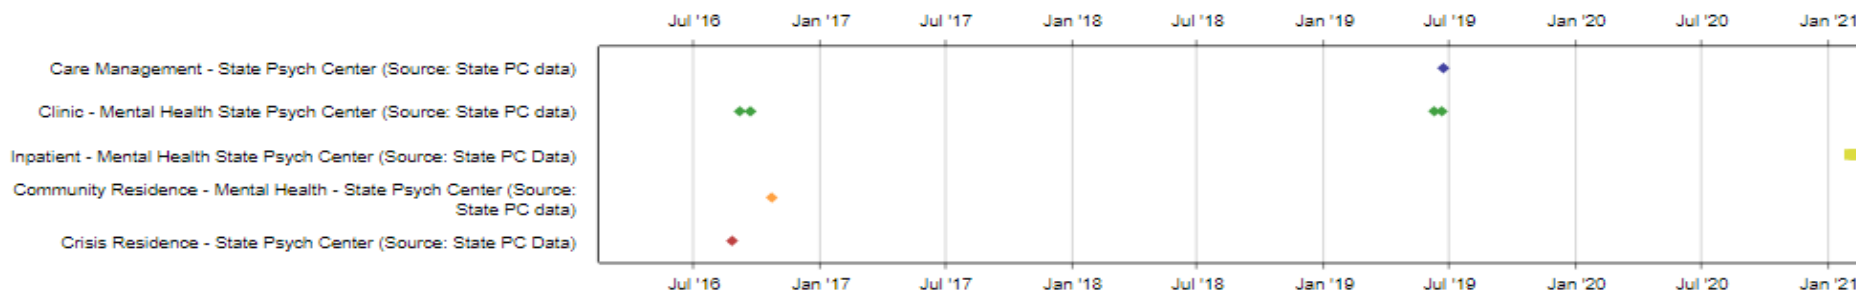 Jul '16 Jan '17 Jul '17 Jan '18 Jul '18 Jan '19 Jul '19 Jan '20 Jul '20 Jan '21
Care Management - State Psych Center (Source: State PC data)
Clinic - Mental Health State Psych Center (Source: State PC data)
Inpatient - Mental Health State Psych Center (Source: State PC Data)
Community Residence - Mental Health - State Psych Center (Source:
State PC data)
Crisis Residence - State Psych Center (Source: State PC Data)
Jul '16 Jan '17 Jul '17 Jan '18 Jul '18 Jan '19 Jul '19 Jan '20 Jul '20 Jan '21